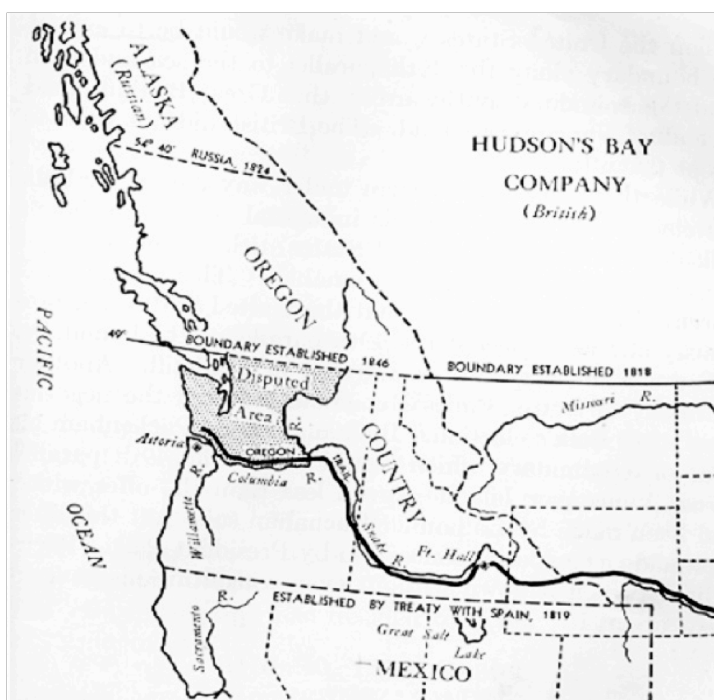 ALASKA
(Russian)
54° 40' RUSSIA, 1824
HUDSON'S BAY
COMPANY
(British)
OREGON
COUNTRY
PACIFIC
OCEAN
49°
BOUNDARY ESTABLISHED 1846
BOUNDARY ESTABLISHED 1818
Disputed
Area
Missouri R.
Astoria
OREGON
TRAIL
Columbia R.
Willamette R.
Snake R.
Ft. Hall
ESTABLISHED BY TREATY WITH SPAIN, 1819
Sacramento R.
Great Salt
Lake
MEXICO